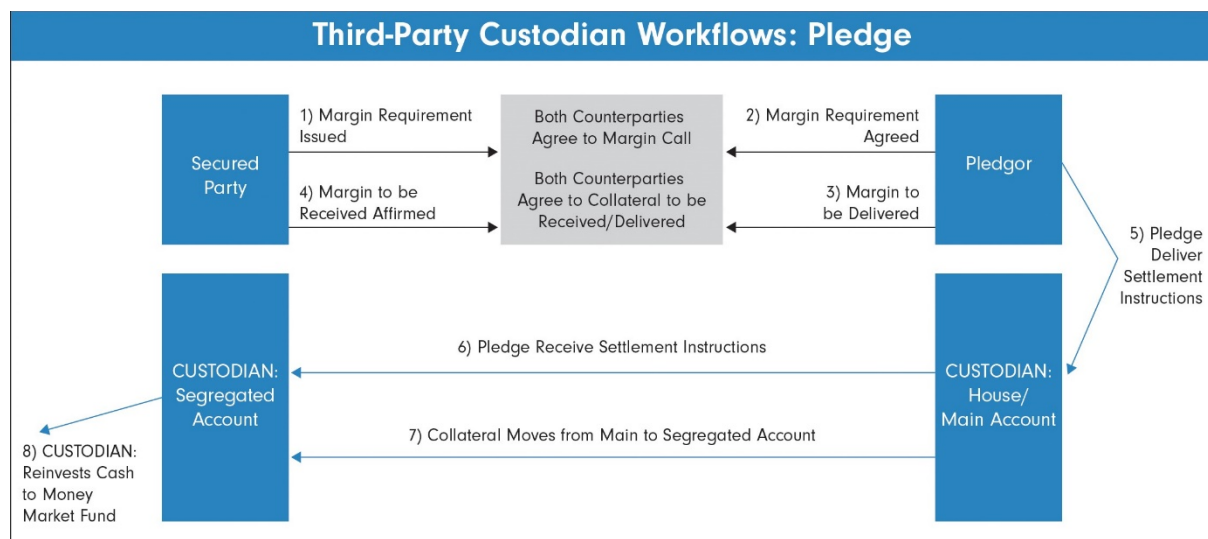 Third-Party Custodian Workflows: Pledge
Secured
Party
1) Margin Requirement
Issued
4) Margin to be
Received Affirmed
Both Counterparties
Agree to Margin Call
Both Counterparties
Agree to Collateral to be
Received/Delivered
2) Margin Requirement
Agreed
3) Margin to
be Delivered
Pledgor
5) Pledge
Deliver
Settlement
Instructions
CUSTODIAN:
Segregated
Account
6) Pledge Receive Settlement Instructions
7) Collateral Moves from Main to Segregated Account
CUSTODIAN:
House/
Main Account
8) CUSTODIAN:
Reinvests Cash
to Money
Market Fund